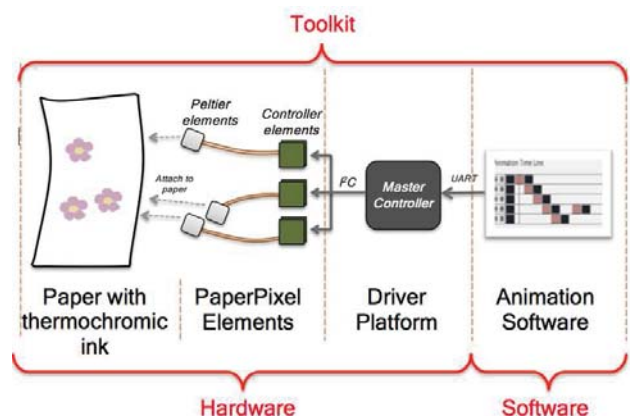 Toolkit
Peltier
elements
Controller
elements
Attach to
paper
I²C
Master
Controller
UART
Animation Time Line
Paper with
thermochromic
ink
PaperPixel
Elements
Driver
Platform
Animation
Software
Hardware
Software